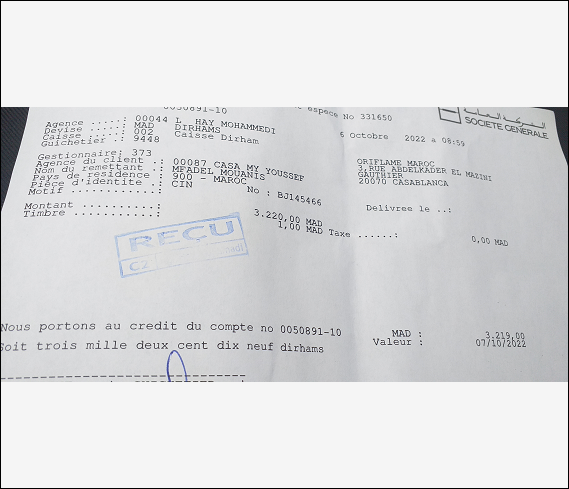 0050891-10
espece No 331650
الشركة العامة
SOCIETE GENERALE
Agence .....: 00044 L HAY MOHAMMEDI
Devise .....: MAD DIRHAMS
Caisse .....: 002 Caisse Dirham
Guichetier .: 9448
6 Octobre 2022 a 08:59
Gestionnaire: 373
Agence du client .: 00087 CASA MY YOUSSEF
Nom du remettant .: MFADEL MOUANIS
Pays de residence : 900 - MAROC
Pièce d'identite .: CIN No : BJ145466
Motif ............:
ORIFLAME MAROC
3,RUE ABDELKADER EL MAZINI
GAUTHIER
20070 CASABLANCA
Delivree le ..:
Montant ..........: 3.220,00 MAD
Timbre ...........: 1,00 MAD Taxe ......: 0,00 MAD
REÇU
Nous portons au credit du compte no 0050891-10 MAD : 3.219,00
Soit trois mille deux cent dix neuf dirhams Valeur : 07/10/2022